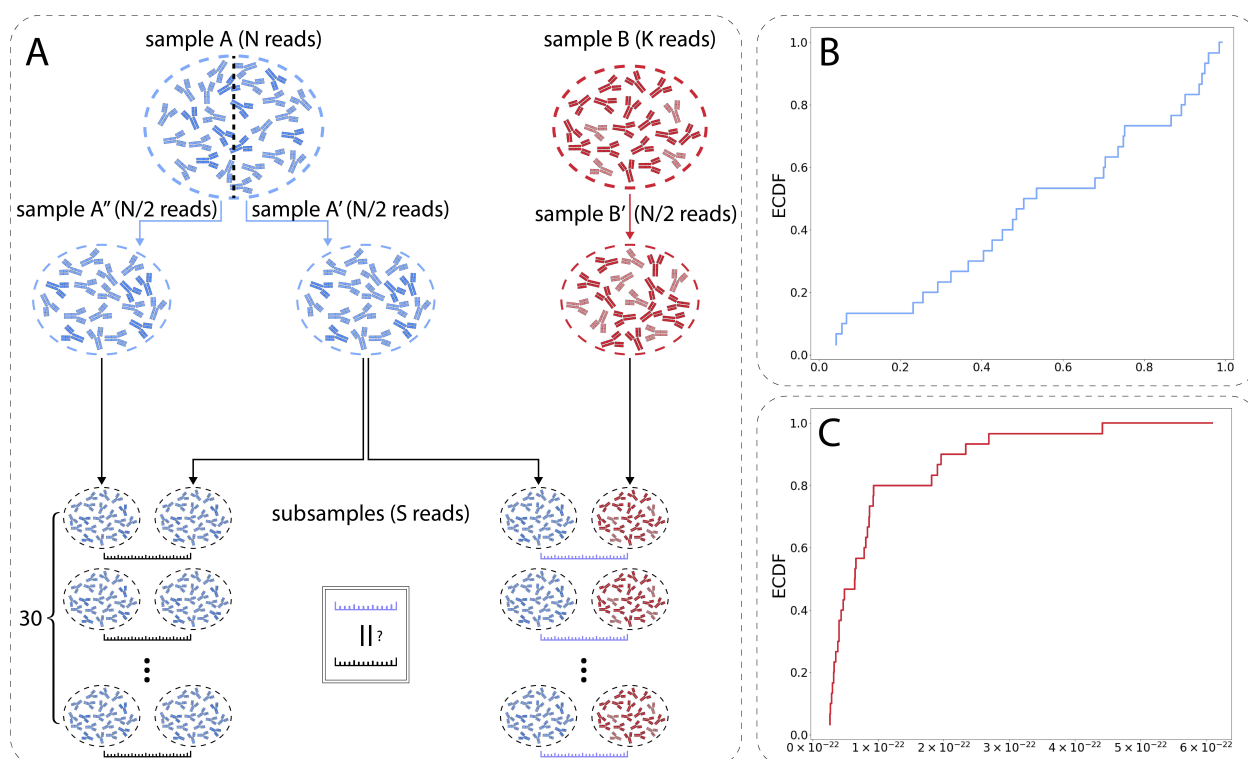 A
sample A (N reads)
sample B (K reads)
sample A″ (N/2 reads)
sample A′ (N/2 reads)
sample B′ (N/2 reads)
subsamples (S reads)
30
?
B
ECDF
1.0
0.8
0.6
0.4
0.2
0.0
0.0 0.2 0.4 0.6 0.8 1.0
C
ECDF
1.0
0.8
0.6
0.4
0.2
0.0
0×10⁻²² 1×10⁻²² 2×10⁻²² 3×10⁻²² 4×10⁻²² 5×10⁻²² 6×10⁻²²